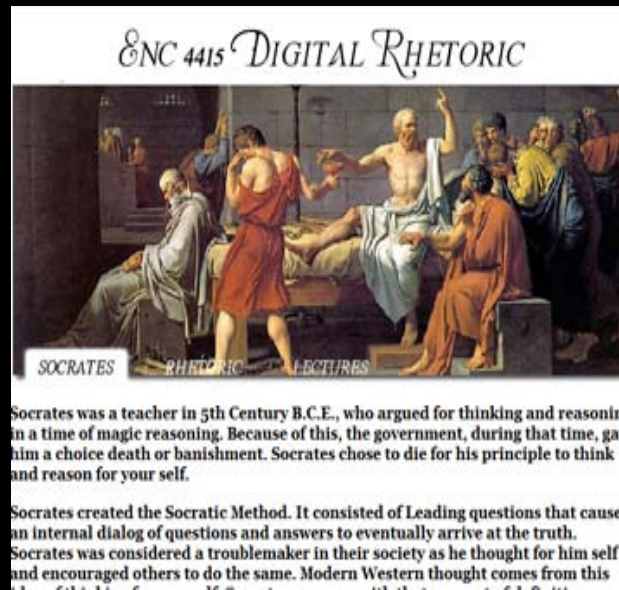 ENC 4415 DIGITAL RHETORIC
SOCRATES RHETORIC LECTURES
Socrates was a teacher in 5th Century B.C.E., who argued for thinking and
in a time of magic reasoning. Because of this, the government, during that time,
him a choice death or banishment. Socrates chose to die for his principle to think
and reason for your self.
Socrates created the Socratic Method. It consisted of Leading questions that cause
an internal dialog of questions and answers to eventually arrive at the truth.
Socrates was considered a troublemaker in their society as he thought for him self
and encouraged others to do the same. Modern Western thought comes from this